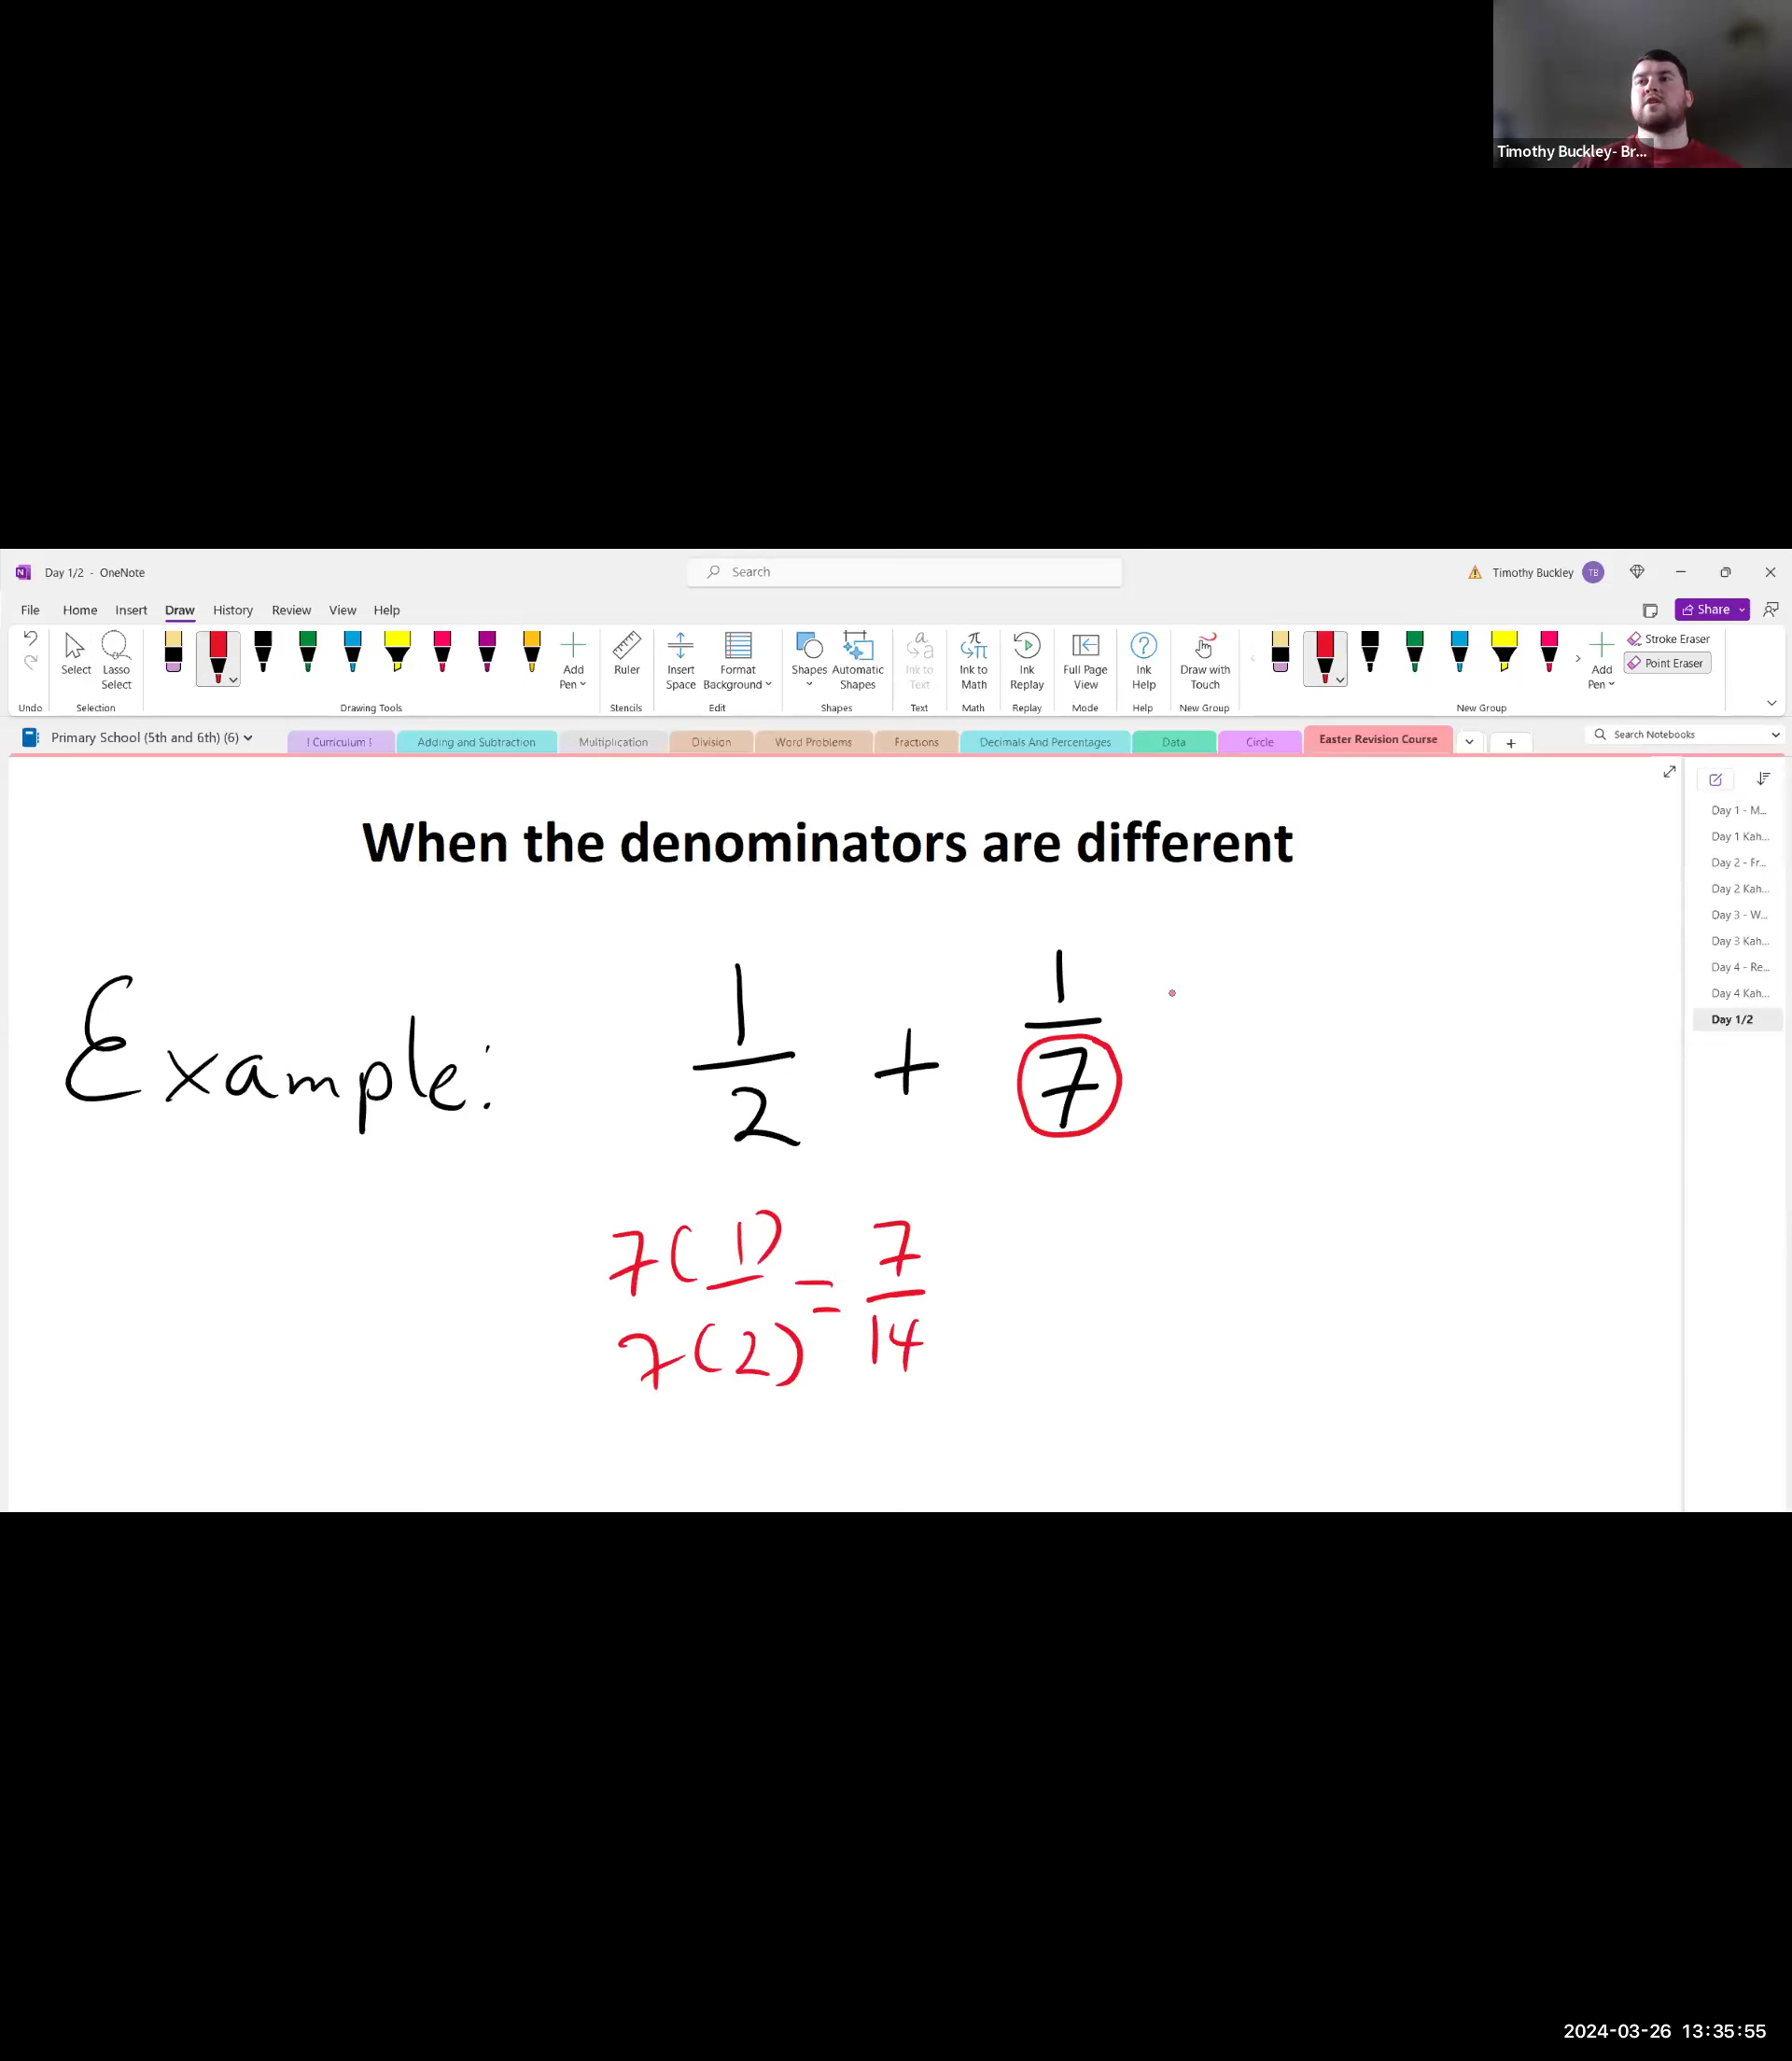 Timothy Buckley- Br...
Day 1/2 - OneNote
Search
Timothy Buckley TB
File Home Insert Draw History Review View Help
Share
Select
Lasso Select
Add Pen
Ruler
Insert Space
Format Background
Shapes
Automatic Shapes
Ink to Text
Ink to Math
Ink Replay
Full Page View
Ink Help
Draw with Touch
Add Pen
Stroke Eraser
Point Eraser
Undo Selection Drawing Tools Stencils Edit Shapes Text Math Replay Mode Help New Group New Group
Primary School (5th and 6th) (6) ! Curriculum ! Adding and Subtraction Multiplication Division Word Problems Fractions Decimals And Percentages Data Circle Easter Revision Course + Search Notebooks
Day 1 - M...
Day 1 Kah...
Day 2 - Fr...
Day 2 Kah...
Day 3 - W...
Day 3 Kah...
Day 4 - Re...
Day 4 Kah...
Day 1/2
When the denominators are different
Example: 1/2 + 1/7
7(1)/7(2) = 7/14
2024-03-26 13:35:55